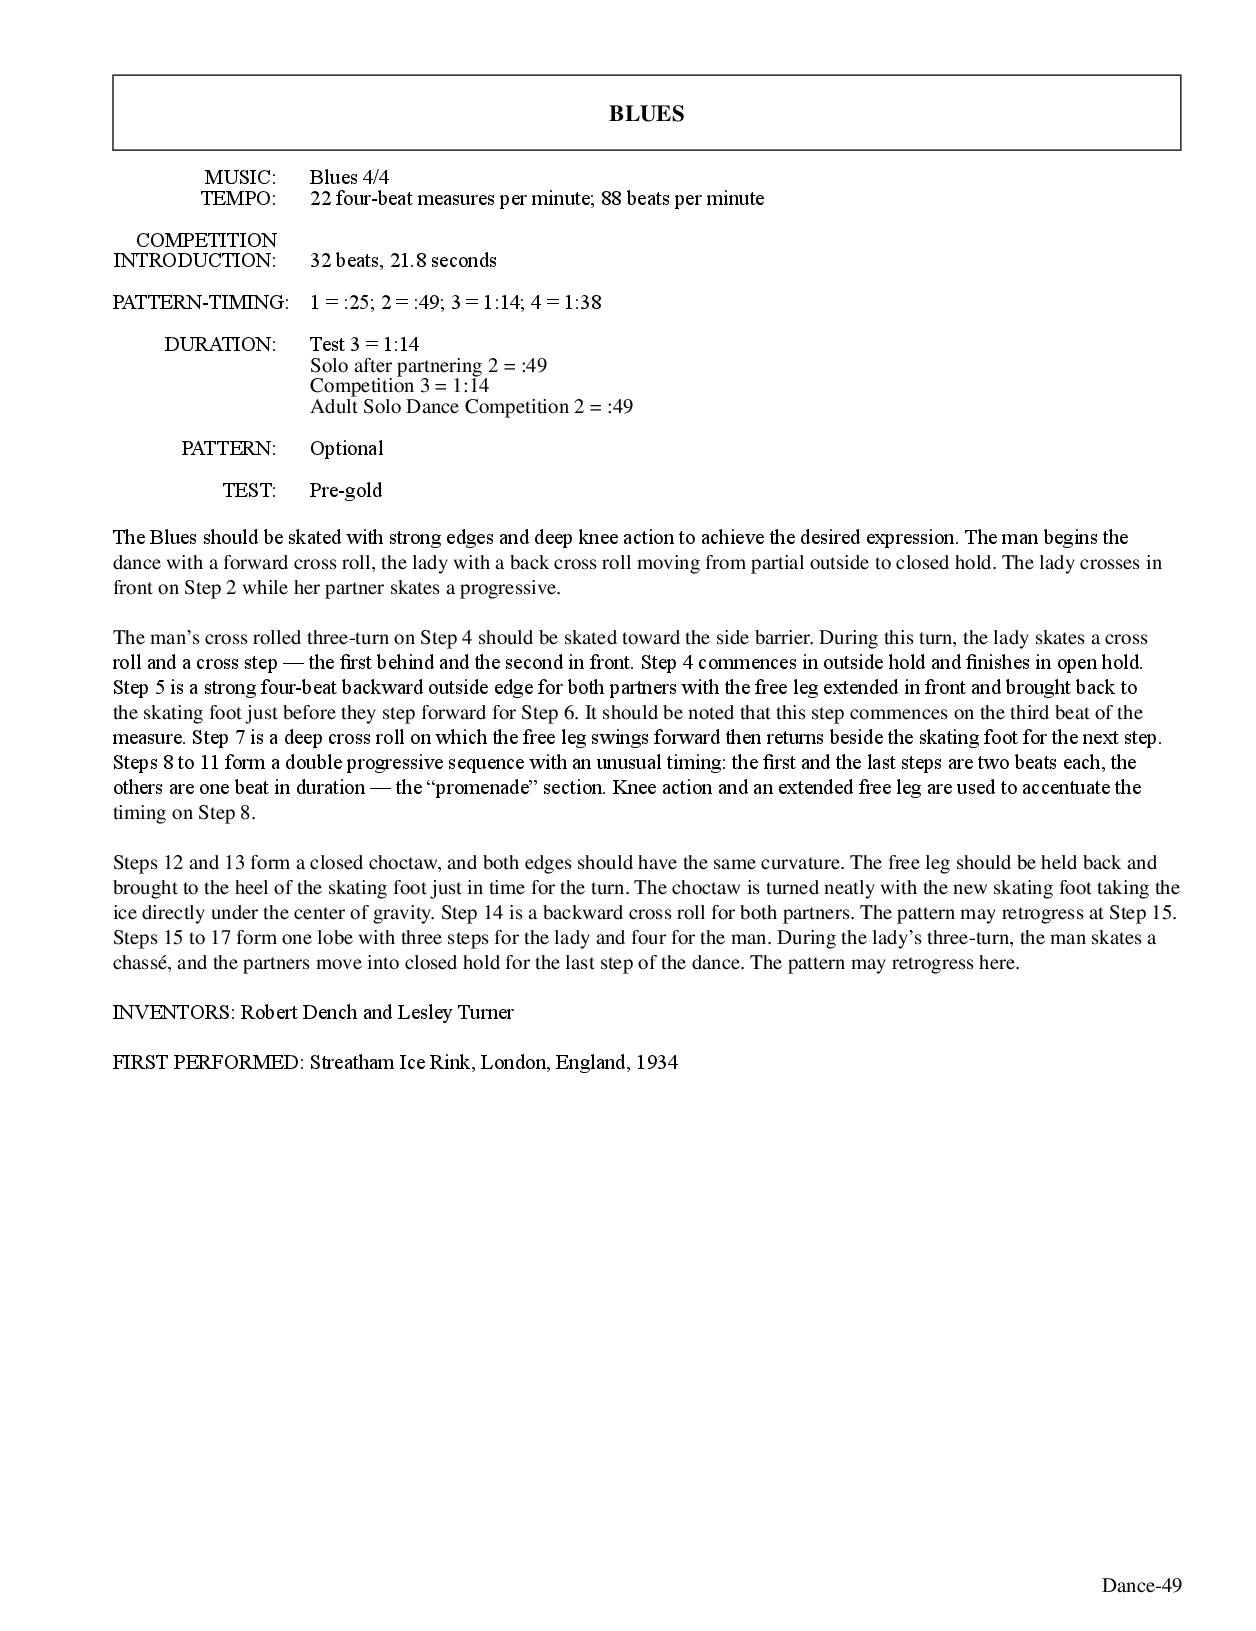 BLUES
MUSIC: Blues 4/4
TEMPO: 22 four-beat measures per minute; 88 beats per minute
COMPETITION
INTRODUCTION: 32 beats, 21.8 seconds
PATTERN-TIMING: 1 = :25; 2 = :49; 3 = 1:14; 4 = 1:38
DURATION: Test 3 = 1:14
Solo after partnering 2 = :49
Competition 3 = 1:14
Adult Solo Dance Competition 2 = :49
PATTERN: Optional
TEST: Pre-gold
The Blues should be skated with strong edges and deep knee action to achieve the desired expression. The man begins the
dance with a forward cross roll, the lady with a back cross roll moving from partial outside to closed hold. The lady crosses in
front on Step 2 while her partner skates a progressive.
The man’s cross rolled three-turn on Step 4 should be skated toward the side barrier. During this turn, the lady skates a cross
roll and a cross step — the first behind and the second in front. Step 4 commences in outside hold and finishes in open hold.
Step 5 is a strong four-beat backward outside edge for both partners with the free leg extended in front and brought back to
the skating foot just before they step forward for Step 6. It should be noted that this step commences on the third beat of the
measure. Step 7 is a deep cross roll on which the free leg swings forward then returns beside the skating foot for the next step.
Steps 8 to 11 form a double progressive sequence with an unusual timing: the first and the last steps are two beats each, the
others are one beat in duration — the “promenade” section. Knee action and an extended free leg are used to accentuate the
timing on Step 8.
Steps 12 and 13 form a closed choctaw, and both edges should have the same curvature. The free leg should be held back and
brought to the heel of the skating foot just in time for the turn. The choctaw is turned neatly with the new skating foot taking the
ice directly under the center of gravity. Step 14 is a backward cross roll for both partners. The pattern may retrogress at Step 15.
Steps 15 to 17 form one lobe with three steps for the lady and four for the man. During the lady’s three-turn, the man skates a
chassé, and the partners move into closed hold for the last step of the dance. The pattern may retrogress here.
INVENTORS: Robert Dench and Lesley Turner
FIRST PERFORMED: Streatham Ice Rink, London, England, 1934
Dance-49